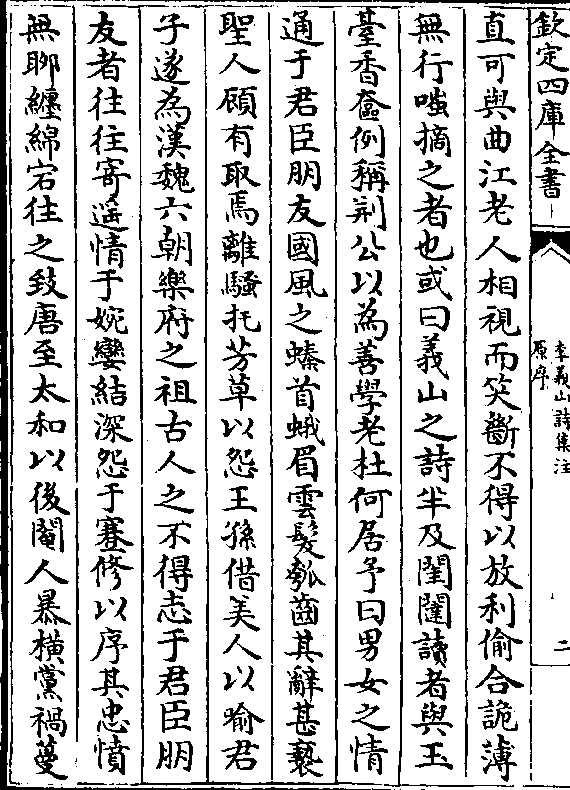 欽定四庫全書
李義山詩集注
原序
二
直可與曲江老人相視而笑斷不得以放利偷合詭薄
無行嗤摘之者也或曰義山之詩半及閨闥讀者與玉
臺香奩例稱荆公以為善學老杜何居予曰男女之情
通于君臣朋友國風之螓首蛾眉雲髮瓠齒其辭甚褻
聖人顧有取焉離騷托芳草以怨王孫借美人以喻君
子遂為漢魏六朝樂府之祖古人之不得志于君臣朋
友者往往寄遥情于婉孌結深怨于蹇修以序其忠憤
無聊纏綿宕往之致唐至太和以後閹人暴横黨禍蔓